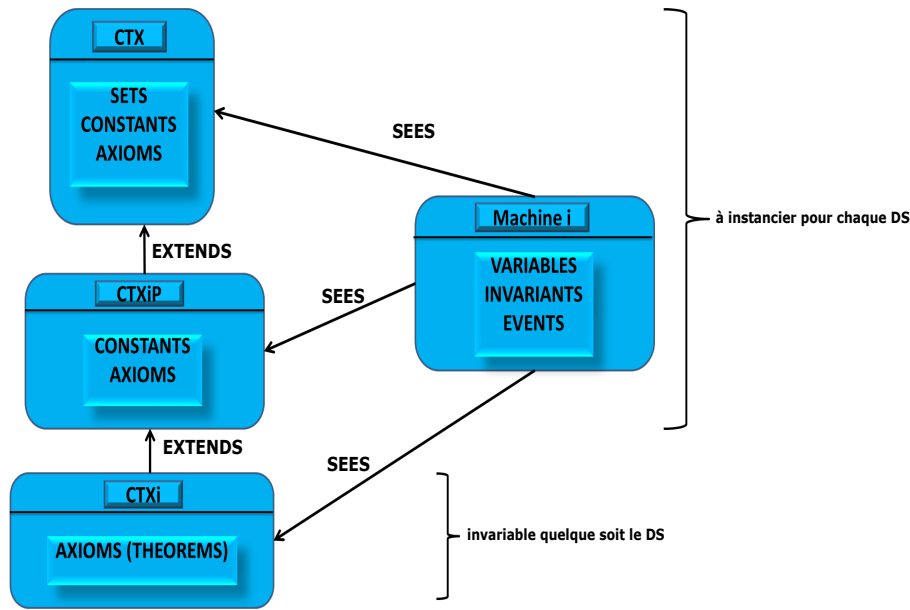 CTX
SETS
CONSTANTS
AXIOMS
SEES
Machine i
VARIABLES
INVARIANTS
EVENTS
à instancier pour chaque DS
EXTENDS
CTXiP
CONSTANTS
AXIOMS
SEES
EXTENDS
SEES
CTXi
AXIOMS (THEOREMS)
invariable quelque soit le DS